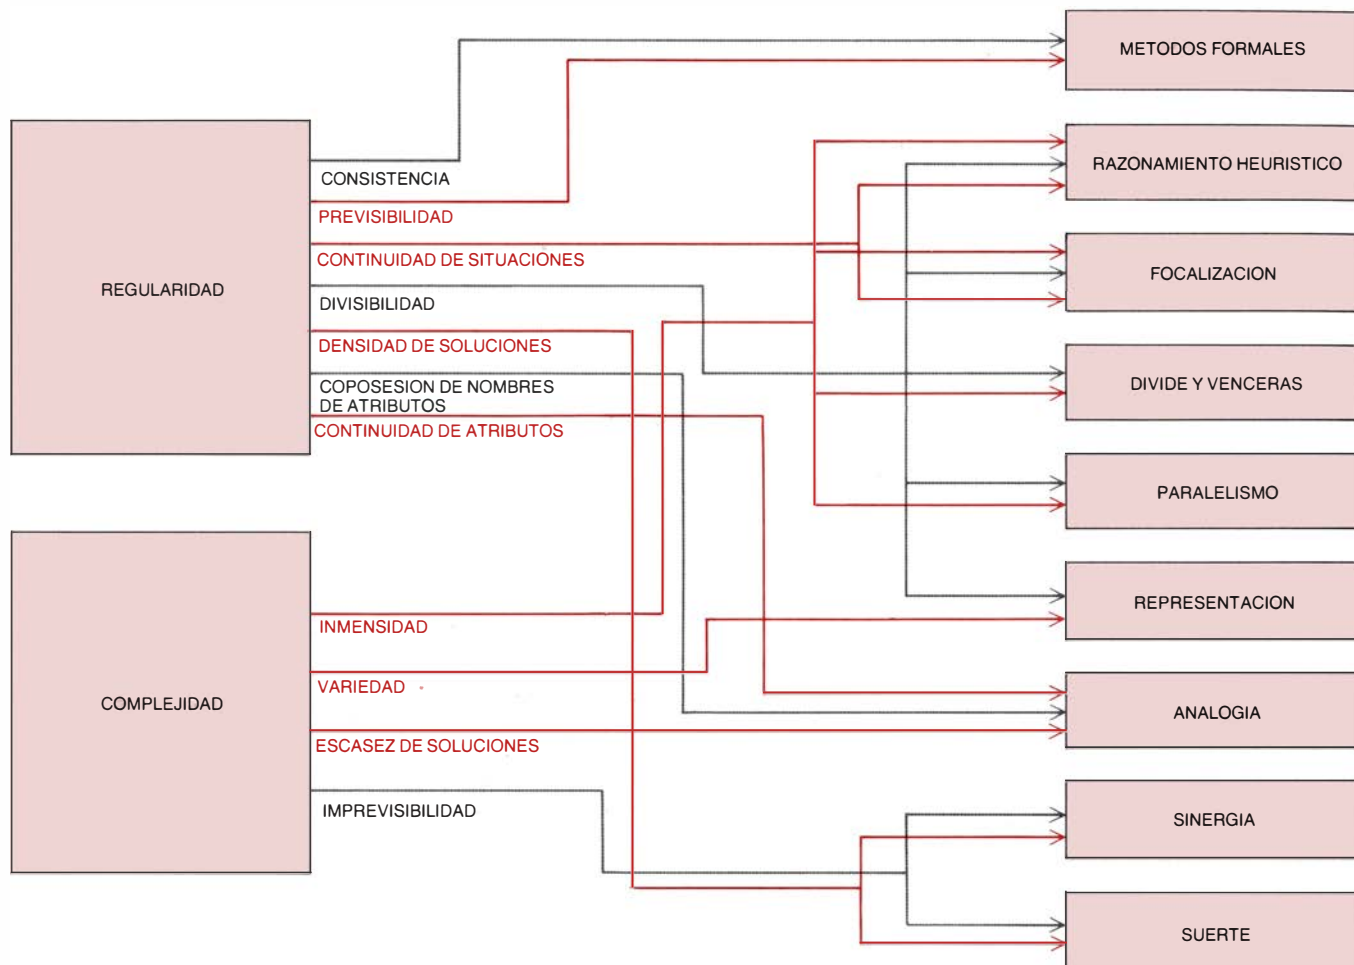 METODOS FORMALES
RAZONAMIENTO HEURISTICO
CONSISTENCIA
PREVISIBILIDAD
CONTINUIDAD DE SITUACIONES
FOCALIZACION
REGULARIDAD
DIVISIBILIDAD
DENSIDAD DE SOLUCIONES
COPOSESION DE NOMBRES
DE ATRIBUTOS
CONTINUIDAD DE ATRIBUTOS
DIVIDE Y VENCERAS
PARALELISMO
REPRESENTACION
INMENSIDAD
VARIEDAD
COMPLEJIDAD
ANALOGIA
ESCASEZ DE SOLUCIONES
IMPREVISIBILIDAD
SINERGIA
SUERTE